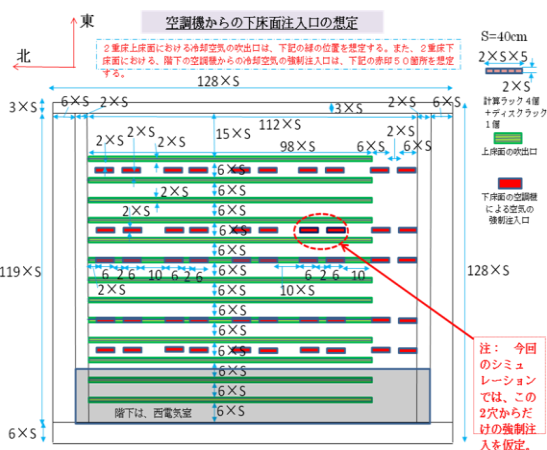 空調機からの下床面注入口の想定
東
北
2重床上床面における冷却空気の吹出口は、下記の緑の位置を想定する。また、2重床下
床面における、階下の空調機からの冷却空気の強制注入口は、下記の赤印50箇所を想定
する。
S=40cm
2×S×5
計算ラック4個
+ディスクラック
1個
上床面の吹出口
下床面の空調機
による空気の
強制注入口
128×S
3×S
6×S
2×S
3×S
2×S
6×S
112×S
15×S
2×S
2×S
2×S
98×S
6×S
2×S
6×S
6×S
6×S
2×S
6×S
2×S
6×S
6×S
119×S
128×S
6 2 6 10 6 2 6
6 2 6 10
2×S
6×S
10×S
6×S
6×S
6×S
6×S
6×S
6×S
6×S
階下は、西電気室
6×S
注: 今回
のシミュ
レーション
では、この
2穴からだ
けの強制注
入を仮定。